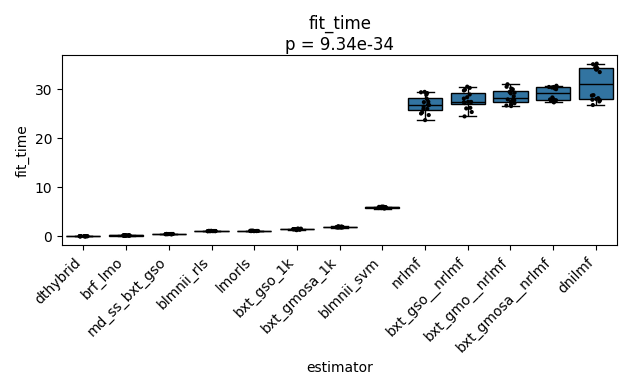 fit_time
p = 9.34e-34
fit_time
30
20
10
0
dthybrid
brf_lmo
md_ss_bxt_gso
blmnii_rls
lmorls
bxt_gso_1k
bxt_gmosa_1k
blmnii_svm
nrlmf
bxt_gso__nrlmf
bxt_gmo__nrlmf
bxt_gmosa__nrlmf
dnilmf
estimator